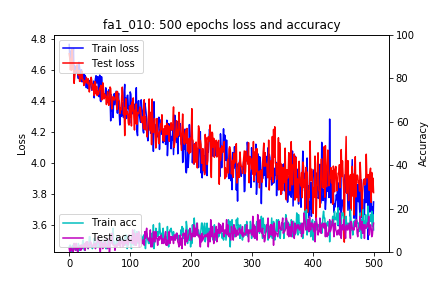 fa1_010: 500 epochs loss and accuracy
4.8
4.6
4.4
4.2
4.0
3.8
3.6
Loss
Train loss
Test loss
Train acc
Test acc
100
80
60
40
20
0
Accuracy
0
100
200
300
400
500